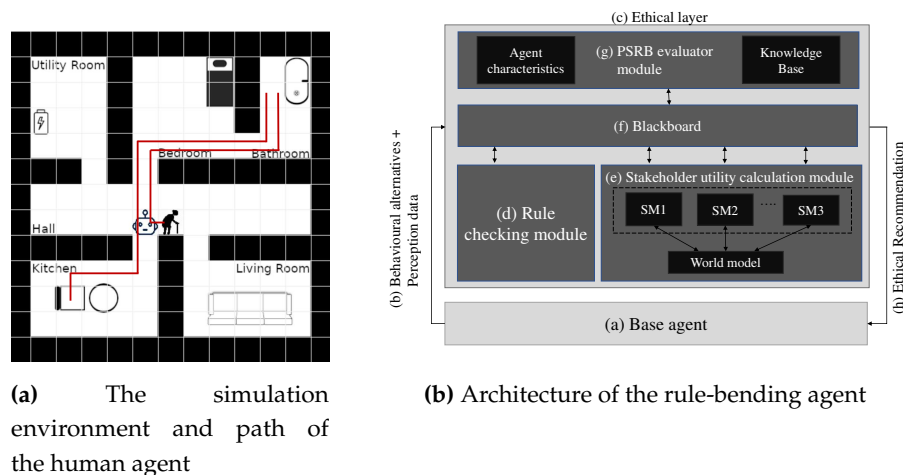 Utility Room
Bedroom
Bathroom
Hall
Kitchen
Living Room
(a) The simulation
environment and path of
the human agent
(c) Ethical layer
Agent
characteristics
(g) PSRB evaluator
module
Knowledge
Base
(f) Blackboard
(d) Rule
checking module
(e) Stakeholder utility calculation module
SM1
SM2
....
SM3
World model
(b) Behavioural alternatives +
Perception data
(h) Ethical Recommendation)
(a) Base agent
(b) Architecture of the rule-bending agent